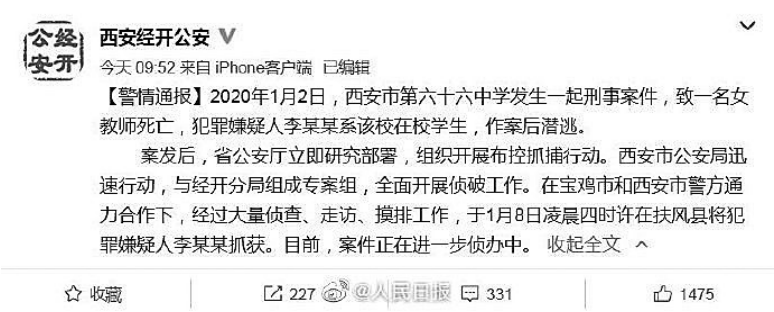 公经
安开
西安经开公安
今天 09:52 来自 iPhone客户端 已编辑
【警情通报】2020年1月2日，西安市第六十六中学发生一起刑事案件，致一名女
教师死亡，犯罪嫌疑人李某某系该校在校学生，作案后潜逃。
案发后，省公安厅立即研究部署，组织开展布控抓捕行动。西安市公安局迅
速行动，与经开分局组成专案组，全面开展侦破工作。在宝鸡市和西安市警方通
力合作下，经过大量侦查、走访、摸排工作，于1月8日凌晨四时许在扶风县将犯
罪嫌疑人李某某抓获。目前，案件正在进一步侦办中。 收起全文
收藏 227 @人民日报 331 1475